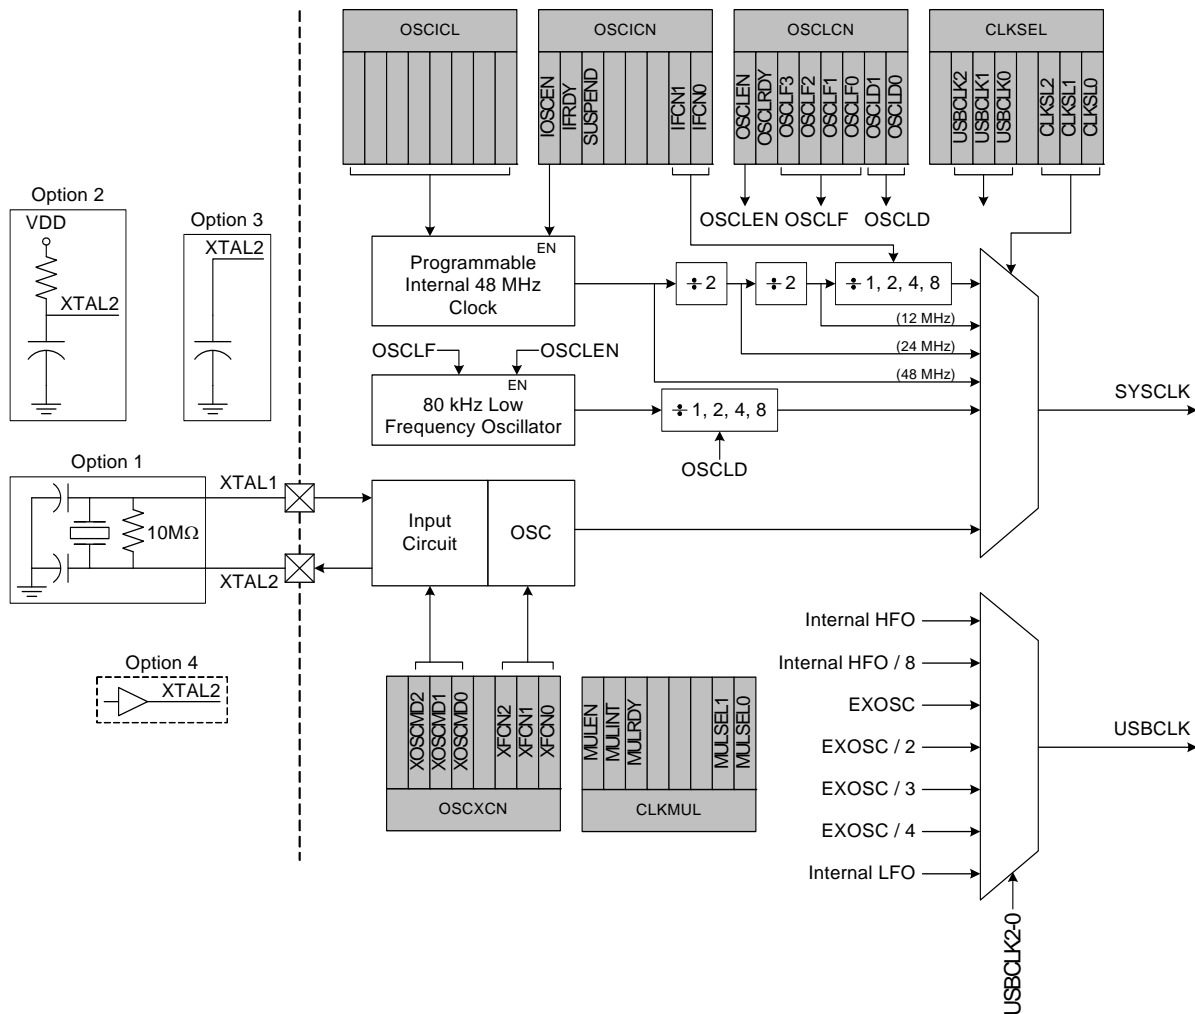 OSCICL
OSCICN
OSCLCN
CLKSEL
IOSCEN
IFRDY
SUSPEND
IFCN1
IFCN0
OSCLEN
OSCLRDY
OSCLF3
OSCLF2
OSCLF1
OSCLF0
OSCLD1
OSCLD0
USBCLK2
USBCLK1
USBCLK0
CLKSL2
CLKSL1
CLKSL0
Option 2
VDD
XTAL2
Option 3
XTAL2
OSCLEN
OSCLF
OSCLD
EN
Programmable
Internal 48 MHz
Clock
÷ 2
÷ 2
÷ 1, 2, 4, 8
(12 MHz)
(24 MHz)
(48 MHz)
OSCLF
OSCLEN
EN
80 kHz Low
Frequency Oscillator
÷ 1, 2, 4, 8
OSCLD
SYSCLK
Option 1
10MΩ
XTAL1
XTAL2
Input
Circuit
OSC
Option 4
XTAL2
XOSCMD2
XOSCMD1
XOSCMD0
XFCN2
XFCN1
XFCN0
OSCXCN
MULEN
MULINT
MULRDY
MULSEL1
MULSEL0
CLKMUL
Internal HFO
Internal HFO / 8
EXOSC
EXOSC / 2
EXOSC / 3
EXOSC / 4
Internal LFO
USBCLK
USBCLK2-0